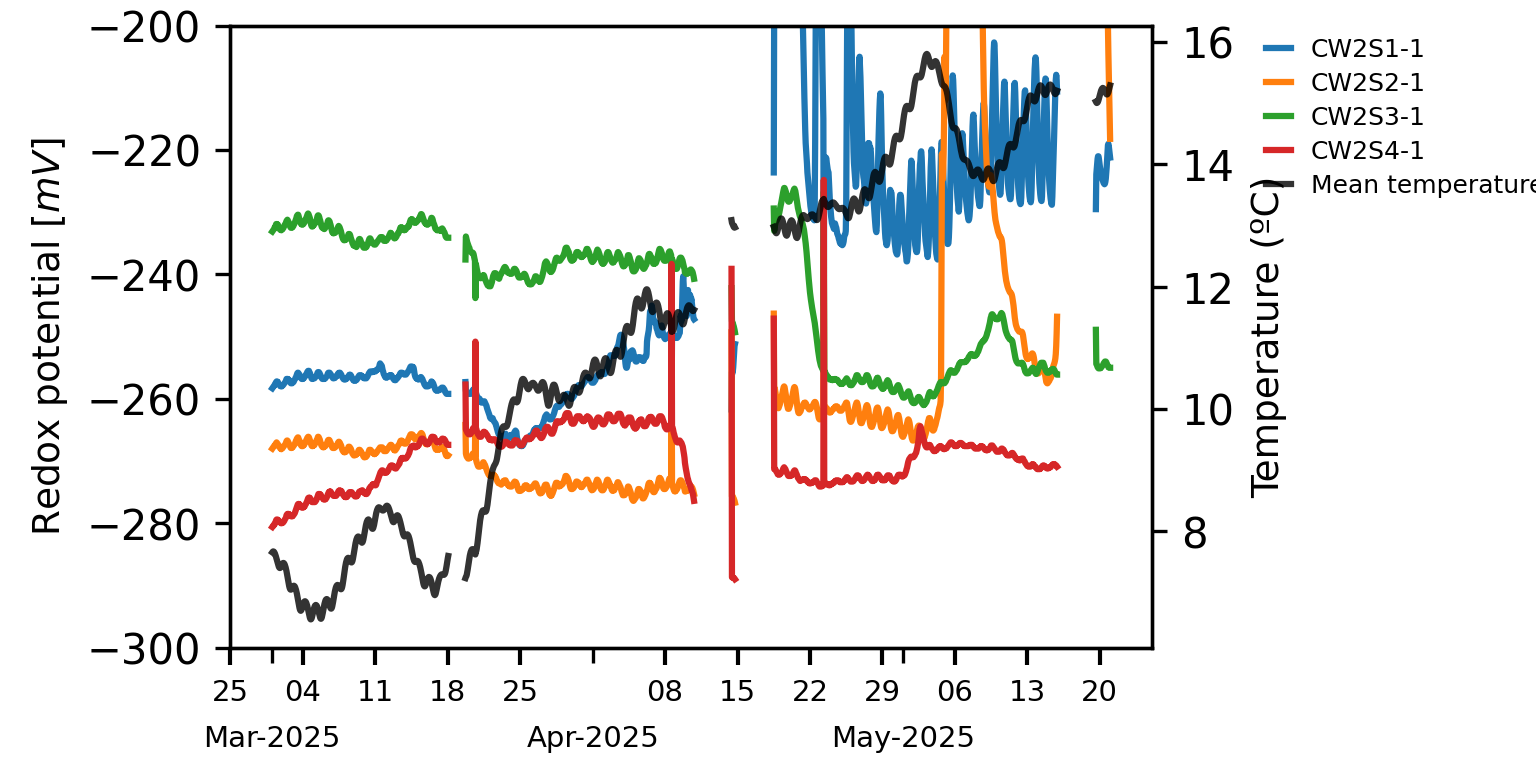 −200
−220
−240
−260
−280
−300
Redox potential [mV]
16
14
12
10
8
Temperature (ºC)
CW2S1-1
CW2S2-1
CW2S3-1
CW2S4-1
Mean temperature
25 04 11 18 25 08 15 22 29 06 13 20
Mar-2025 Apr-2025 May-2025